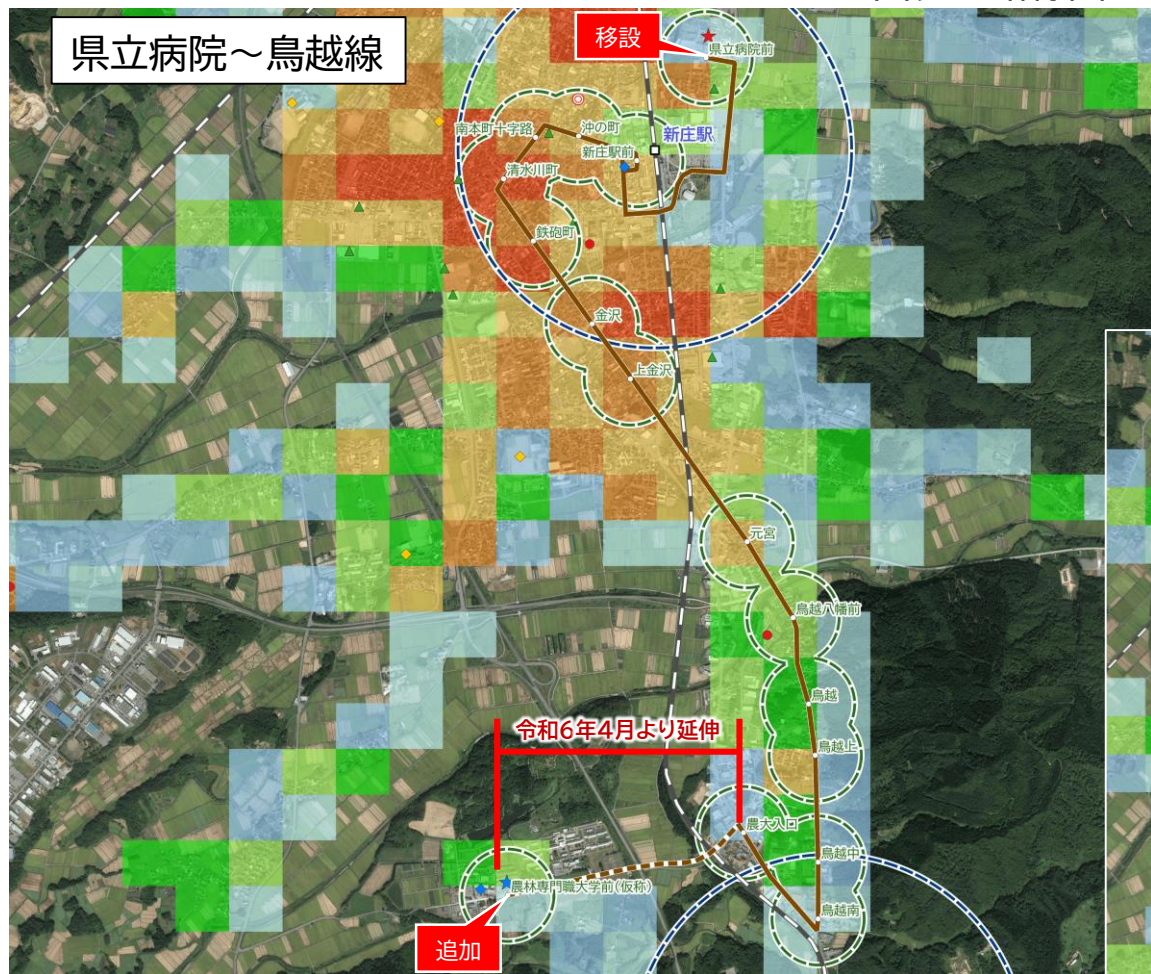 県立病院～鳥越線
移設
県立病院前
南本町十字路
沖の町
新庄駅
新庄駅前
清水川町
鉄砲町
金沢
上金沢
元宮
鳥越八幡前
鳥越
令和6年4月より延伸
鳥越上
農大入口
鳥越中
農林専門職大学前(仮称)
鳥越南
追加